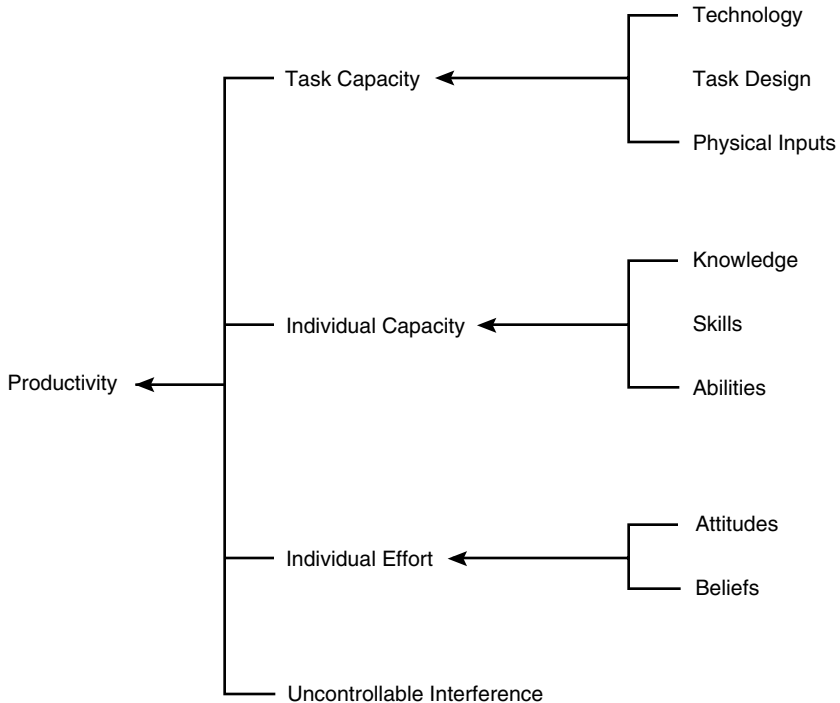 Technology
Task Capacity
Task Design
Physical Inputs
Knowledge
Individual Capacity
Skills
Abilities
Productivity
Attitudes
Individual Effort
Beliefs
Uncontrollable Interference